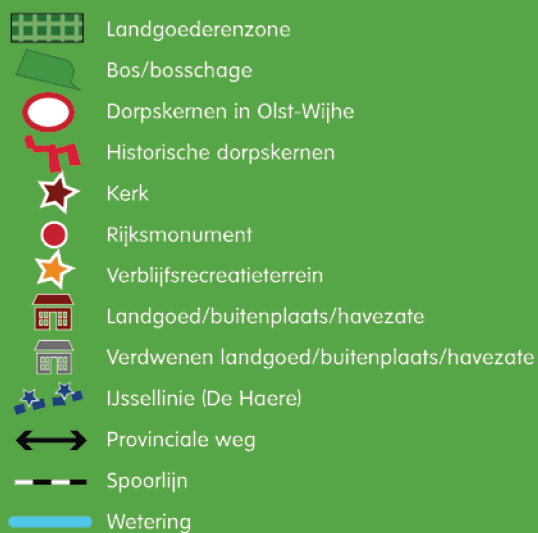 Landgoederenzone
Bos/bosschage
Dorpskernen in Olst-Wijhe
Historische dorpskernen
Kerk
Rijksmonument
Verblijfsrecreatieterrein
Landgoed/buitenplaats/havezate
Verdwenen landgoed/buitenplaats/havezate
IJssellinie (De Haere)
Provinciale weg
Spoorlijn
Wetering